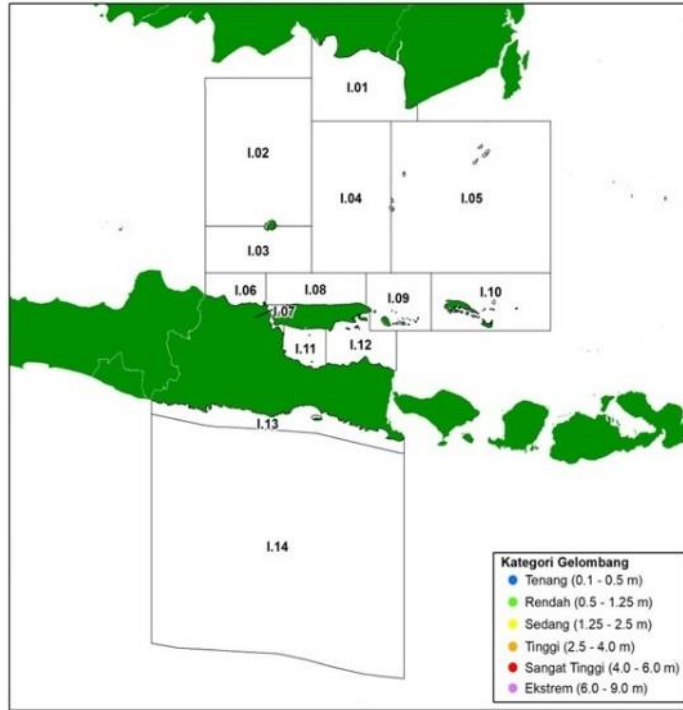 I.01
I.02
I.04
I.05
I.03
I.06
I.08
I.07
I.09
I.10
I.11
I.12
I.13
I.14
Kategori Gelombang
Tenang (0.1 - 0.5 m)
Rendah (0.5 - 1.25 m)
Sedang (1.25 - 2.5 m)
Tinggi (2.5 - 4.0 m)
Sangat Tinggi (4.0 - 6.0 m)
Ekstrem (6.0 - 9.0 m)